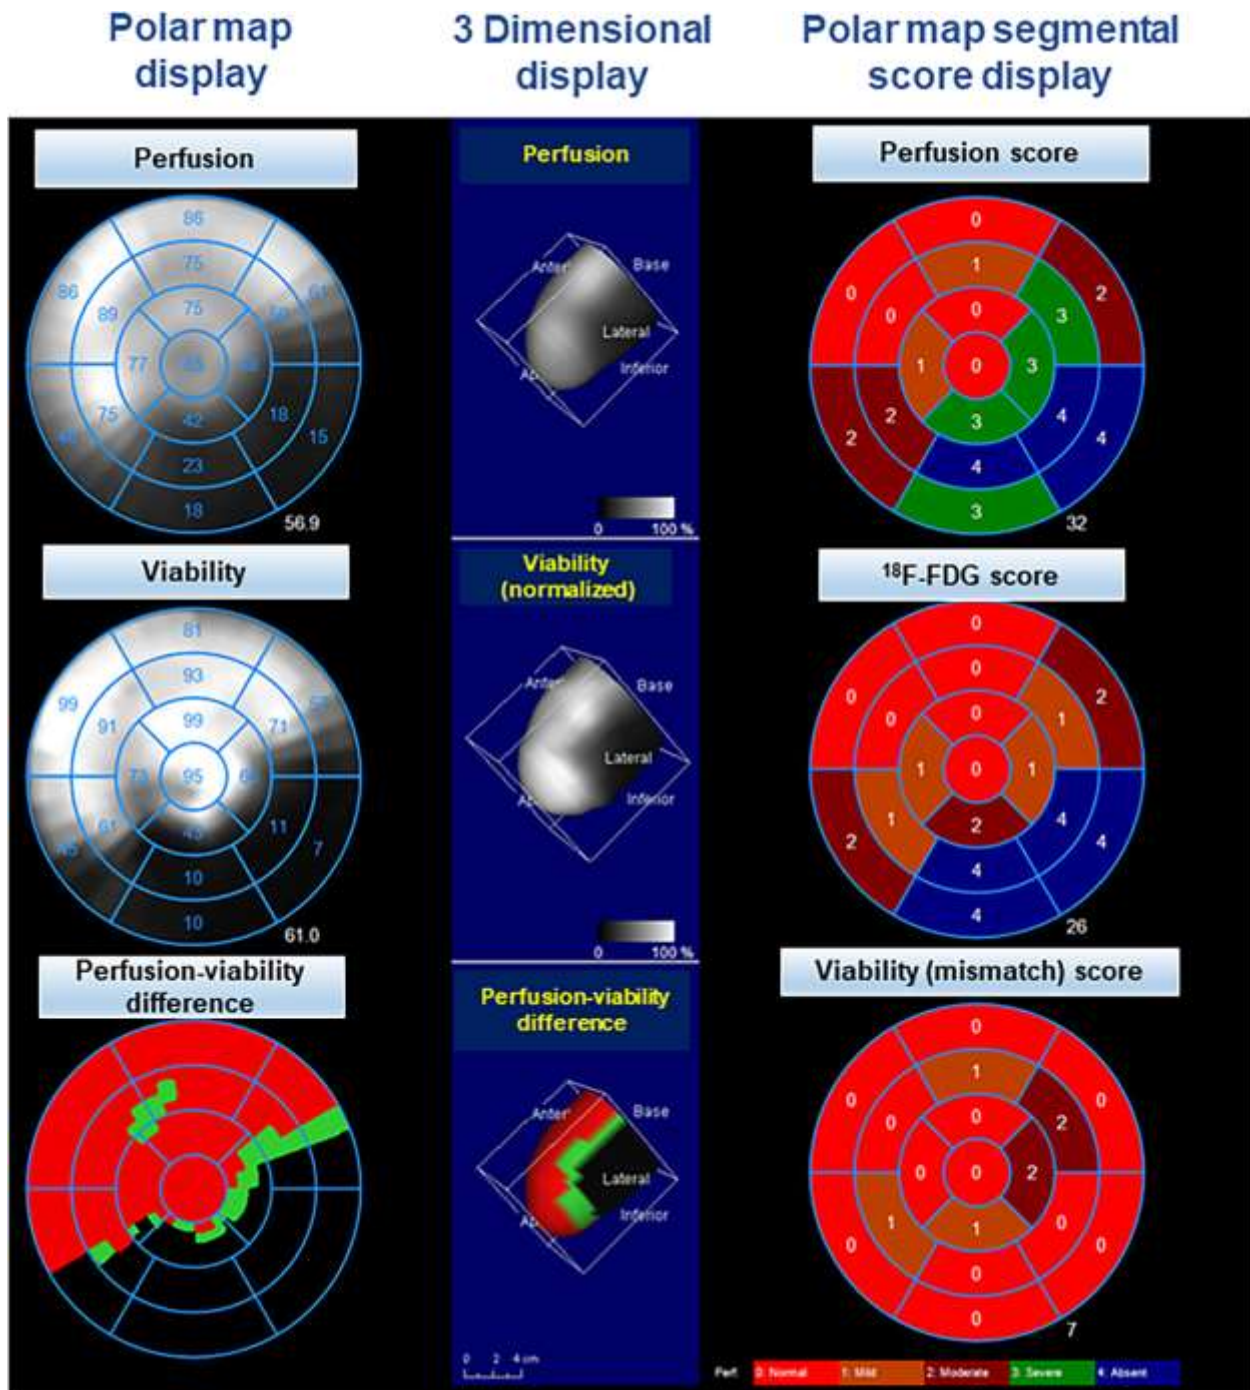 Polar map
display
3 Dimensional
display
Polar map segmental
score display
Perfusion
86
75
86
61
89
75
77
42
75
18
15
23
18
56.9
Perfusion
Anter
Base
Lateral
Inferior
0
100 %
Perfusion score
0
1
2
0
0
0
3
1
0
3
2
2
3
4
4
4
3
32
Viability
81
93
99
91
99
71
73
95
61
11
7
10
10
61.0
Viability
(normalized)
Anter
Base
Lateral
Inferior
0
100 %
18F-FDG score
0
0
2
0
0
0
1
1
0
1
2
1
2
4
4
4
4
26
Perfusion-viability
difference
Perfusion-viability
difference
Anter
Base
Lateral
Inferior
0 2 4 cm
Viability (mismatch) score
0
1
0
0
0
0
2
0
0
2
0
1
1
0
0
0
0
7
Perf.
0: Normal
1: Mild
2: Moderate
3: Severe
4: Absent